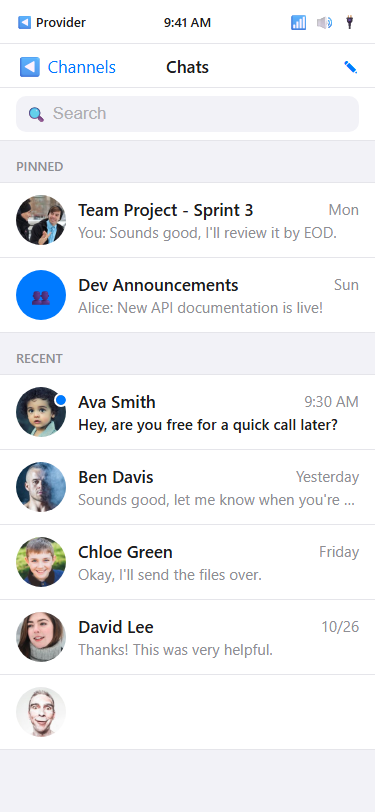 Provider
9:41 AM
Channels
Chats
Search
PINNED
Team Project - Sprint 3
Mon
You: Sounds good, I'll review it by EOD.
Dev Announcements
Sun
Alice: New API documentation is live!
RECENT
Ava Smith
9:30 AM
Hey, are you free for a quick call later?
Ben Davis
Yesterday
Sounds good, let me know when you're ...
Chloe Green
Friday
Okay, I'll send the files over.
David Lee
10/26
Thanks! This was very helpful.